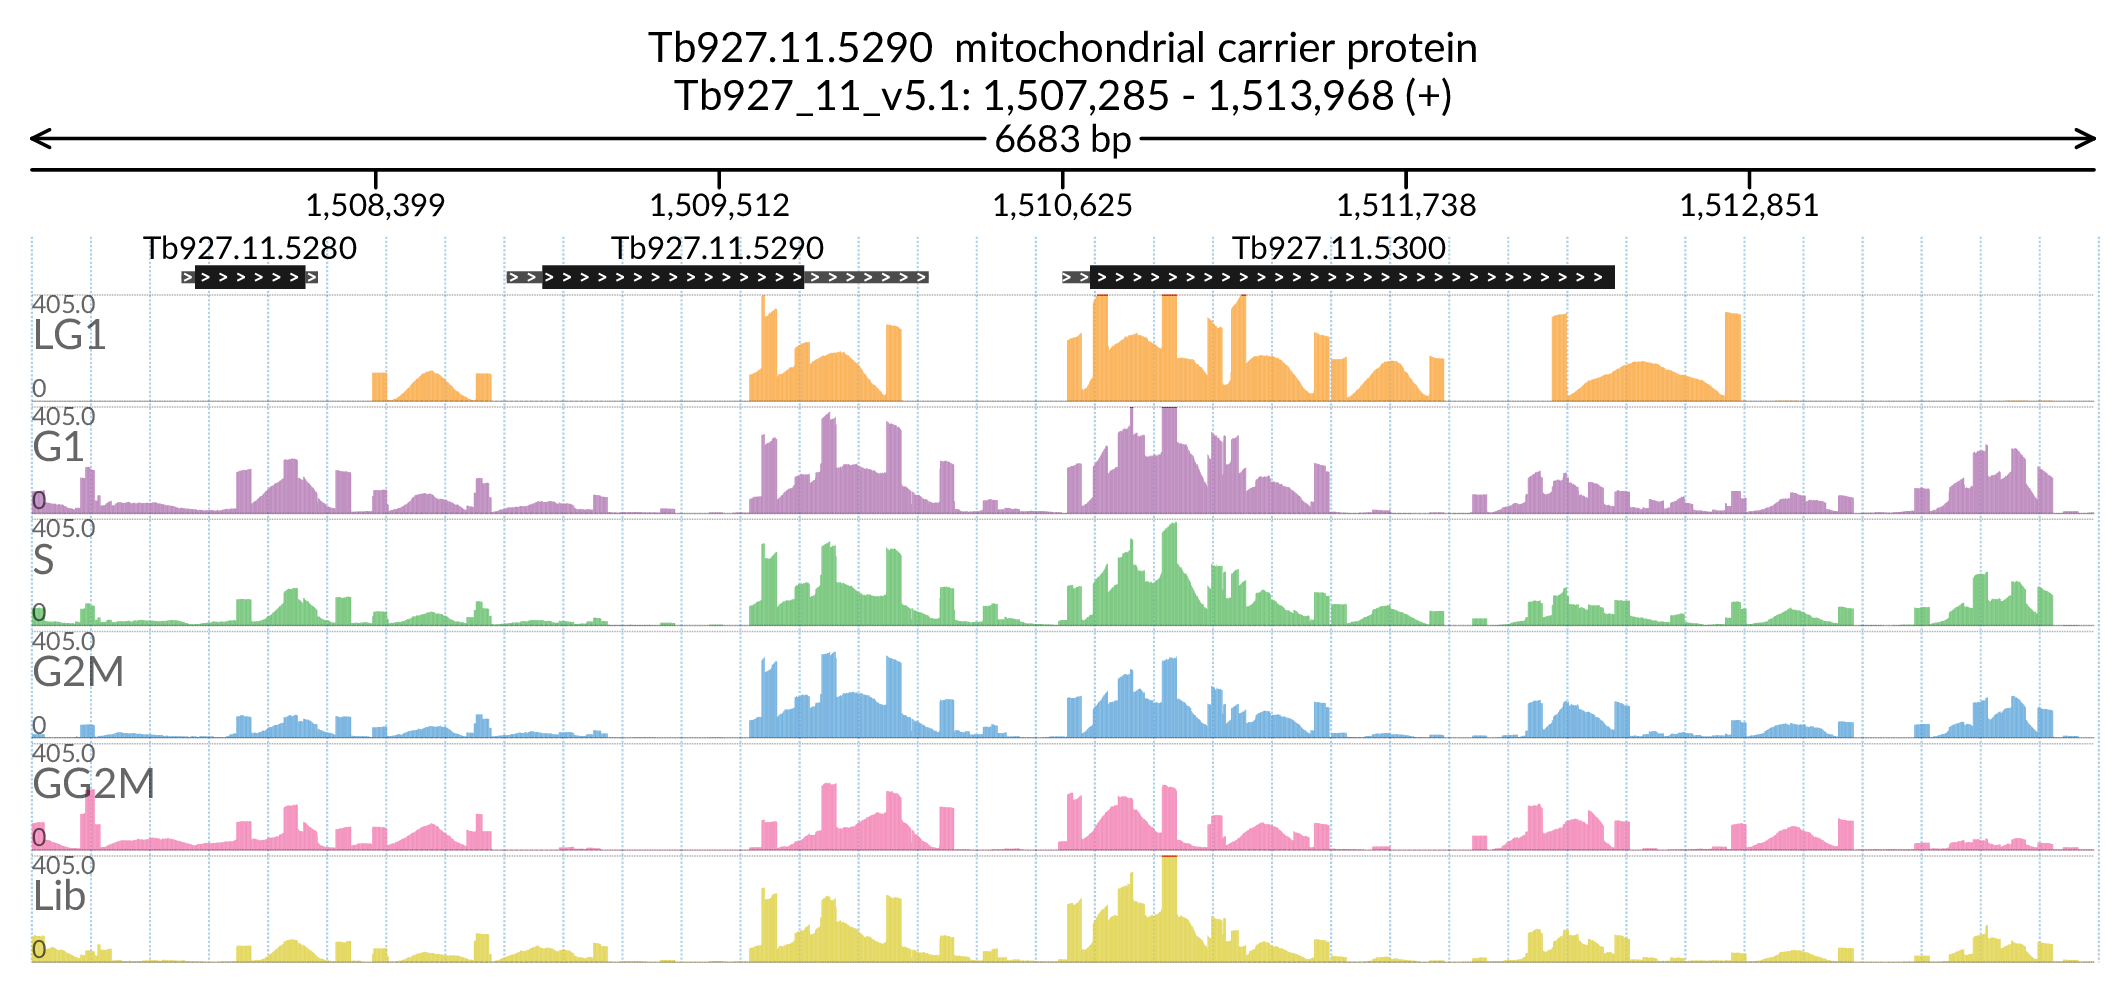 Tb927.11.5290 mitochondrial carrier protein
Tb927_11_v5.1: 1,507,285 - 1,513,968 (+)
6683 bp
1,508,399 1,509,512 1,510,625 1,511,738 1,512,851
Tb927.11.5280 Tb927.11.5290 Tb927.11.5300
405.0
LG1
0
405.0
G1
0
405.0
S
0
405.0
G2M
0
405.0
GG2M
0
405.0
Lib
0